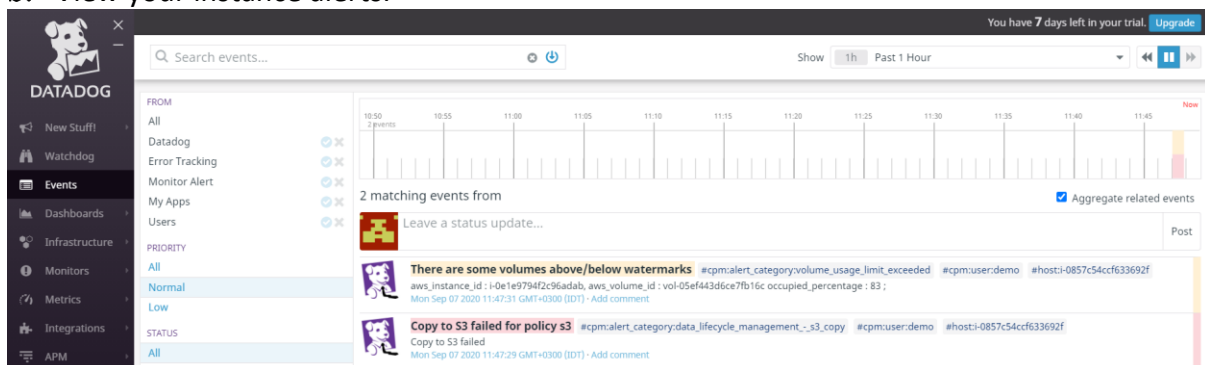 b. View your instance alerts.
You have 7 days left in your trial. Upgrade
DATADOG
New Stuff!
Watchdog
Events
Dashboards
Infrastructure
Monitors
Metrics
Integrations
APM
Search events...
Show 1h Past 1 Hour
FROM
All
Datadog
Error Tracking
Monitor Alert
My Apps
Users
PRIORITY
All
Normal
Low
STATUS
All
Now
10:50 10:55 11:00 11:05 11:10 11:15 11:20 11:25 11:30 11:35 11:40 11:45
2 events
2 matching events from
Aggregate related events
Leave a status update...
Post
There are some volumes above/below watermarks #cpm:alert_category:volume_usage_limit_exceeded #cpm:user:demo #host:i-0857c54ccf633692f
aws_instance_id : i-0e1e9794f2c96adab, aws_volume_id : vol-05ef443d6ce7fb16c occupied_percentage : 83 ;
Mon Sep 07 2020 11:47:31 GMT+0300 (IDT) · Add comment
Copy to S3 failed for policy s3 #cpm:alert_category:data_lifecycle_management_-_s3_copy #cpm:user:demo #host:i-0857c54ccf633692f
Copy to S3 failed
Mon Sep 07 2020 11:47:29 GMT+0300 (IDT) · Add comment